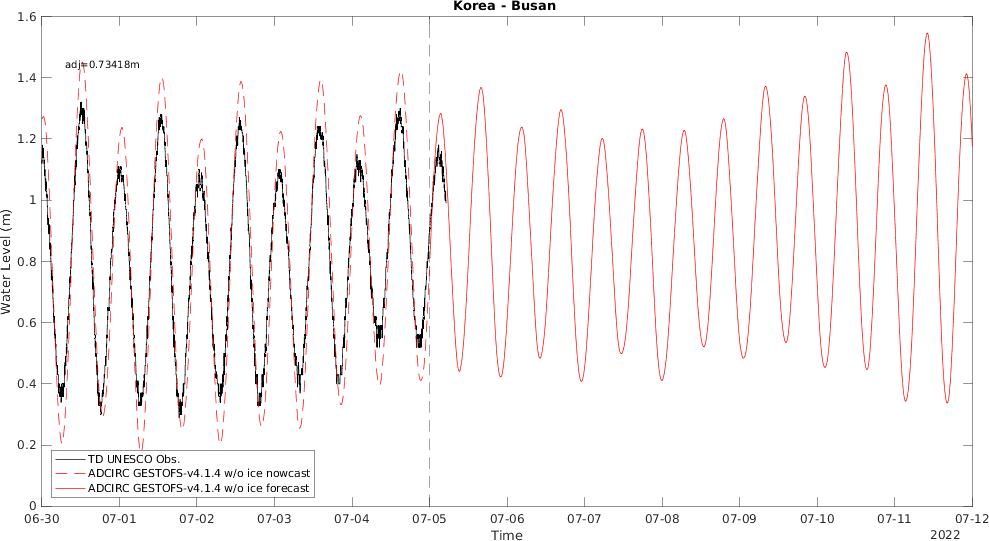 Korea - Busan
1.6
1.4
1.2
1
0.8
0.6
0.4
0.2
0
Water Level (m)
adj=0.73418m
TD UNESCO Obs.
ADCIRC GESTOFS-v4.1.4 w/o ice nowcast
ADCIRC GESTOFS-v4.1.4 w/o ice forecast
06-30 07-01 07-02 07-03 07-04 07-05 07-06 07-07 07-08 07-09 07-10 07-11 07-12
Time
2022